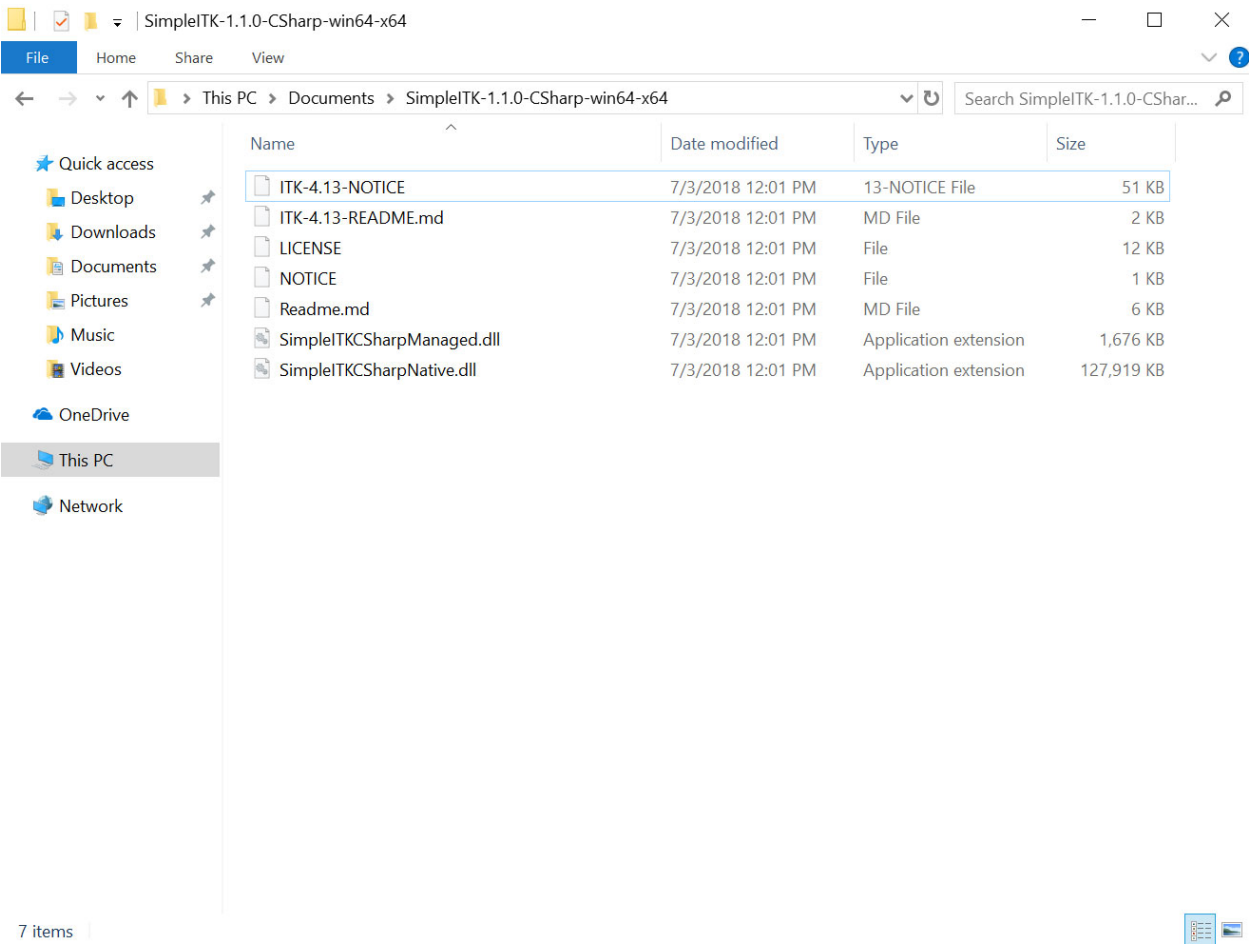 SimpleITK-1.1.0-CSharp-win64-x64
File Home Share View ?
This PC Documents SimpleITK-1.1.0-CSharp-win64-x64 Search SimpleITK-1.1.0-CShar...
Name Date modified Type Size
Quick access
Desktop
Downloads
Documents
Pictures
Music
Videos
OneDrive
This PC
Network
ITK-4.13-NOTICE 7/3/2018 12:01 PM 13-NOTICE File 51 KB
ITK-4.13-README.md 7/3/2018 12:01 PM MD File 2 KB
LICENSE 7/3/2018 12:01 PM File 12 KB
NOTICE 7/3/2018 12:01 PM File 1 KB
Readme.md 7/3/2018 12:01 PM MD File 6 KB
SimpleITKCSharpManaged.dll 7/3/2018 12:01 PM Application extension 1,676 KB
SimpleITKCSharpNative.dll 7/3/2018 12:01 PM Application extension 127,919 KB
7 items